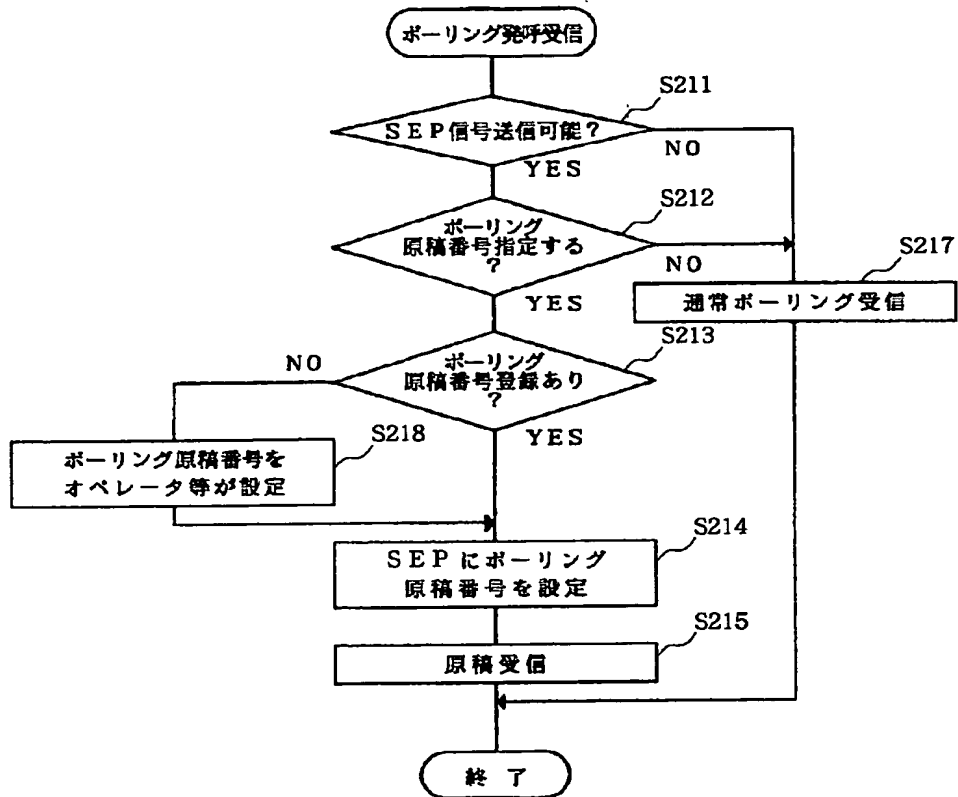 ポーリング発呼受信
S211
SEP信号送信可能?
NO
YES
S212
ポーリング
原稿番号指定する
?
NO
YES
S217
通常ポーリング受信
S213
ポーリング
原稿番号登録あり
?
NO
YES
S218
ポーリング原稿番号を
オペレータ等が設定
S214
SEPにポーリング
原稿番号を設定
S215
原稿受信
終了